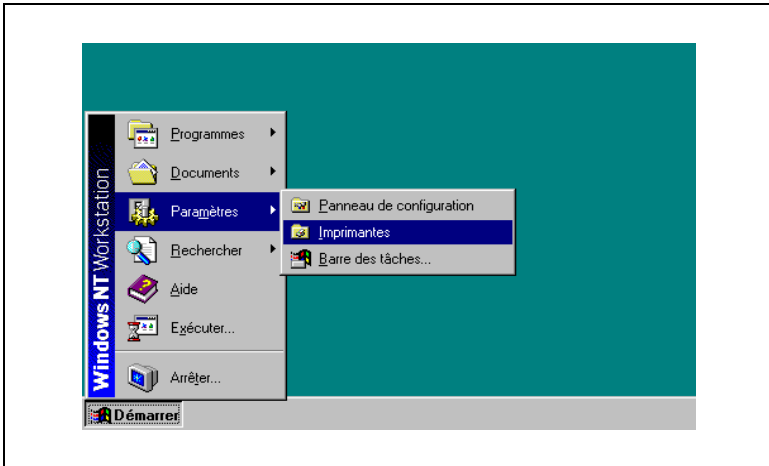 Windows NT Workstation
Programmes
Documents
Paramètres
Rechercher
Aide
Exécuter...
Arrêter...
Panneau de configuration
Imprimantes
Barre des tâches...
Démarrer